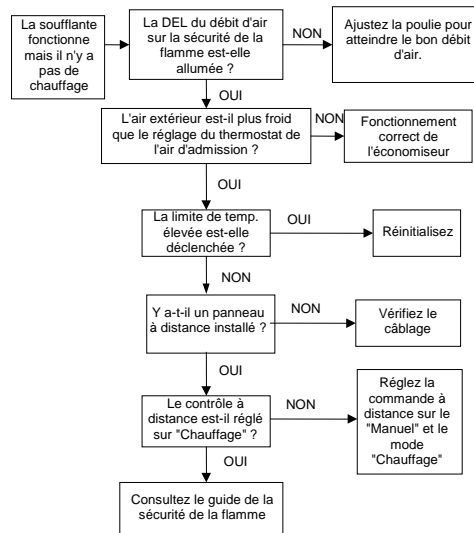 La soufflante
fonctionne
mais il n'y a
pas de
chauffage
La DEL du débit d'air
sur la sécurité de la
flamme est-elle
allumée ?
NON
Ajustez la poulie pour
atteindre le bon débit
d'air.
OUI
L'air extérieur est-il plus froid
que le réglage du thermostat de
l'air d'admission ?
NON
Fonctionnement
correct de
l'économiseur
OUI
La limite de temp.
élevée est-elle
déclenchée ?
OUI
Réinitialisez
NON
Y a-t-il un panneau
à distance installé ?
NON
Vérifiez le
câblage
OUI
Le contrôle à
distance est-il réglé
sur "Chauffage" ?
NON
Réglez la
commande à
distance sur le
"Manuel" et le
mode
"Chauffage"
OUI
Consultez le guide de la
sécurité de la flamme